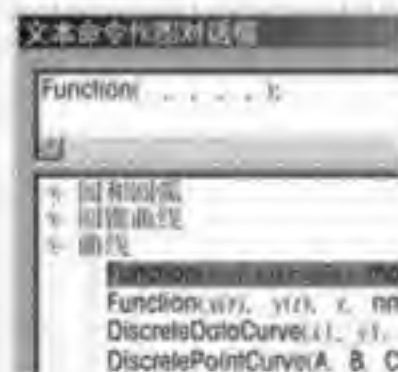 文本命令作图对话框
Function( , , , , );
圆和圆弧
圆锥曲线
曲线
Function
Function(x(t), y(t), t,
DiscreteDataCurve(
DiscretePointCurve(A, B, C